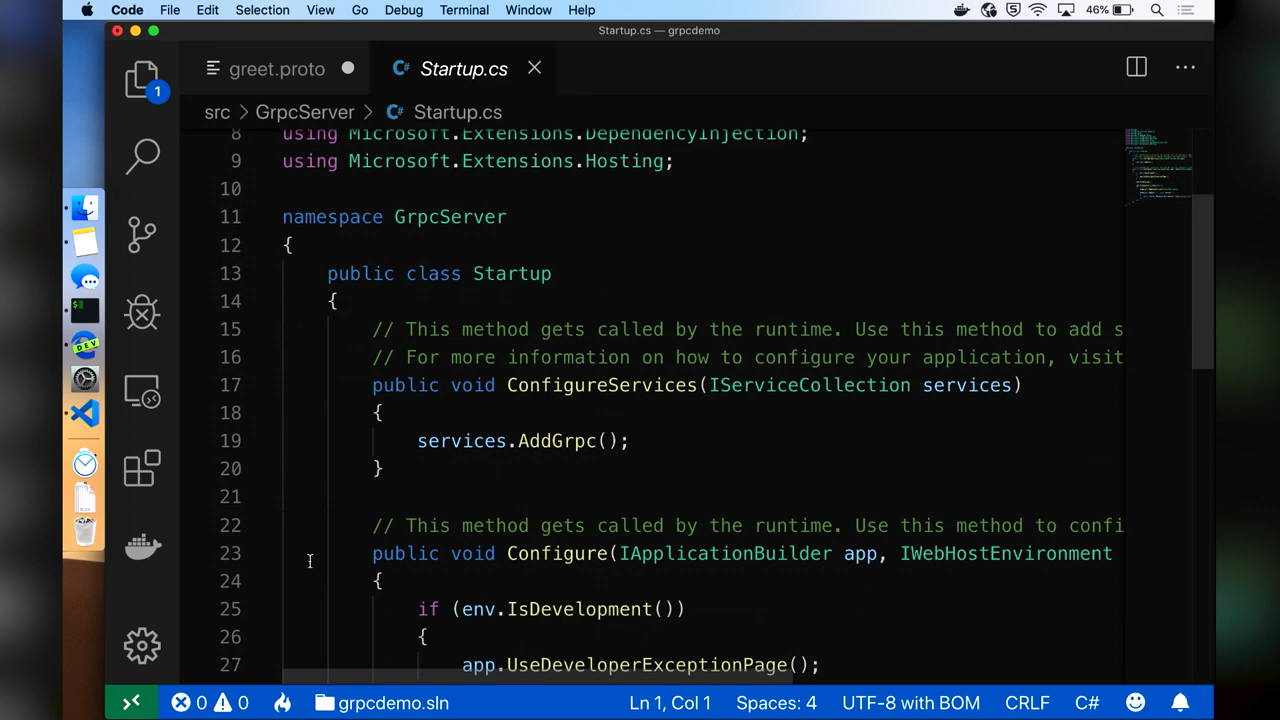 Code File Edit Selection View Go Debug Terminal Window Help 5 46%
Startup.cs — grpcdemo
greet.proto C# Startup.cs
src > GrpcServer > C# Startup.cs
1
8 using Microsoft.Extensions.DependencyInjection;
9 using Microsoft.Extensions.Hosting;
10
11 namespace GrpcServer
12 {
13 public class Startup
14 {
15 // This method gets called by the runtime. Use this method to add s
16 // For more information on how to configure your application, visit
17 public void ConfigureServices(IServiceCollection services)
18 {
19 services.AddGrpc();
20 }
21
22 // This method gets called by the runtime. Use this method to confi
23 public void Configure(IApplicationBuilder app, IWebHostEnvironment
24 {
25 if (env.IsDevelopment())
26 {
27 app.UseDeveloperExceptionPage();
DEV
0 0 grpcdemo.sln Ln 1, Col 1 Spaces: 4 UTF-8 with BOM CRLF C#